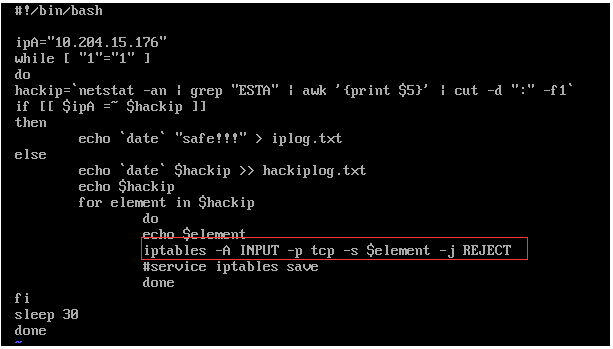 #!/bin/bash
ipA="10.204.15.176"
while [ "1"="1" ]
do
hackip=`netstat -an | grep "ESTA" | awk '{print $5}' | cut -d ":" -f1`
if [[ $ipA =~ $hackip ]]
then
echo `date` "safe!!!" > iplog.txt
else
echo `date` $hackip >> hackiplog.txt
echo $hackip
for element in $hackip
do
echo $element
iptables -A INPUT -p tcp -s $element -j REJECT
#service iptables save
done
fi
sleep 30
done
~